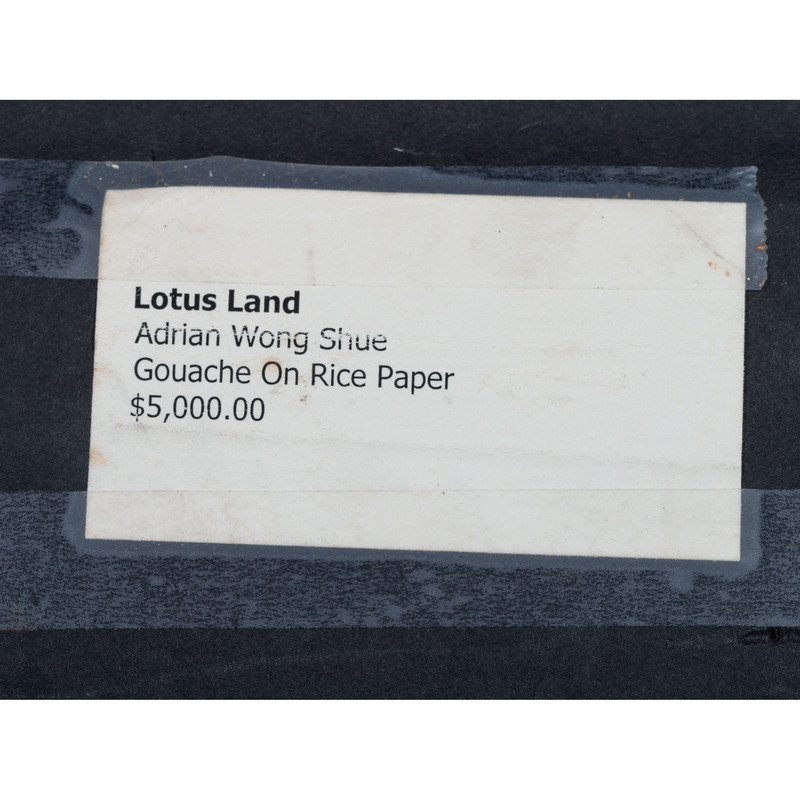 Lotus Land
Adrian Wong Shue
Gouache On Rice Paper
$5,000.00